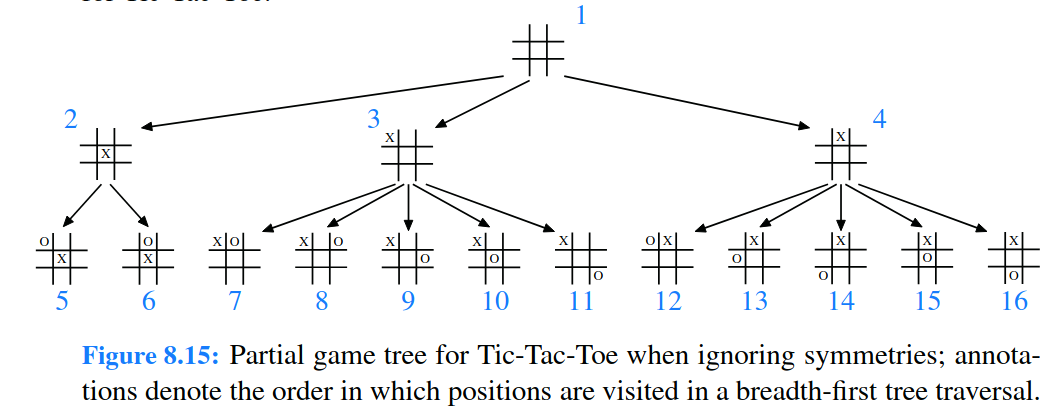 1
2 3 4
X X X
O O X O X O X X X O X X X X X
X X O O O O O
O O O
5 6 7 8 9 10 11 12 13 14 15 16
Figure 8.15: Partial game tree for Tic-Tac-Toe when ignoring symmetries; annota-
tions denote the order in which positions are visited in a breadth-first tree traversal.